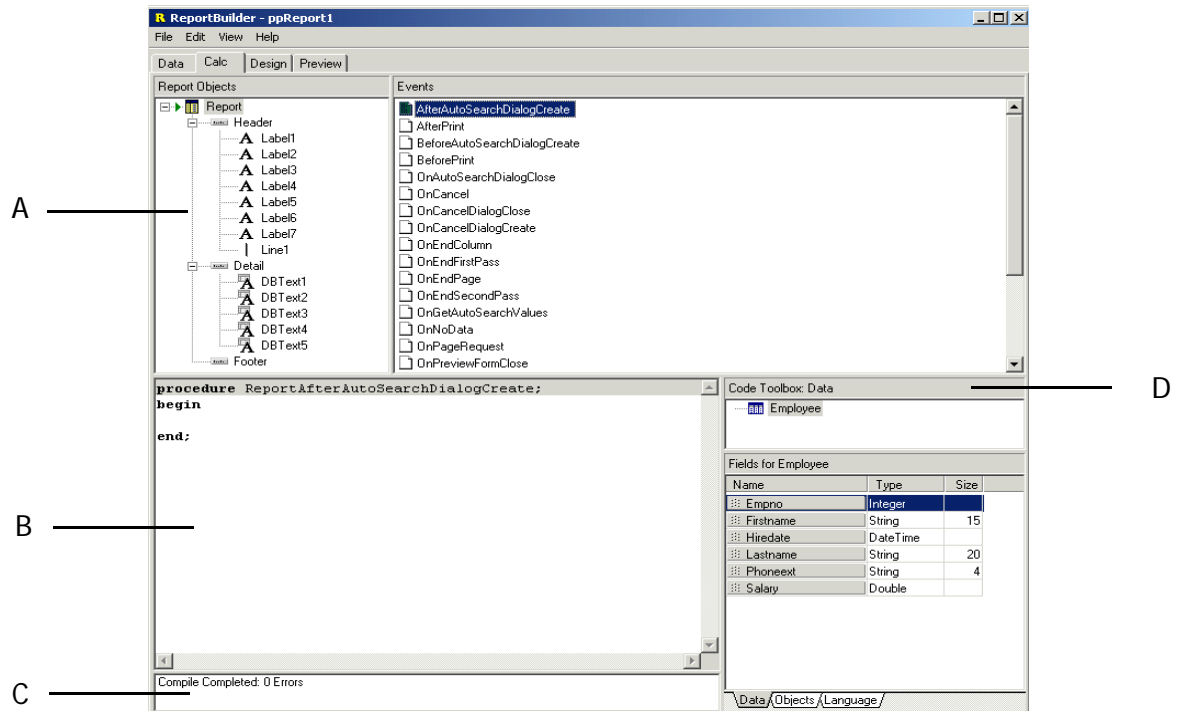 ReportBuilder - ppReport1
File Edit View Help
Data Calc Design Preview
Report Objects
Report
Header
Label1
Label2
Label3
Label4
Label5
Label6
Label7
Line1
Detail
DBText1
DBText2
DBText3
DBText4
DBText5
Footer
Events
AfterAutoSearchDialogCreate
AfterPrint
BeforeAutoSearchDialogCreate
BeforePrint
OnAutoSearchDialogClose
OnCancel
OnCancelDialogClose
OnCancelDialogCreate
OnEndColumn
OnEndFirstPass
OnEndPage
OnEndSecondPass
OnGetAutoSearchValues
OnNoData
OnPageRequest
OnPreviewFormClose
A
procedure ReportAfterAutoSearchDialogCreate;
begin
end;
B
Compile Completed: 0 Errors
C
Code Toolbox: Data
D
Employee
Fields for Employee
Name Type Size
Empno Integer
Firstname String 15
Hiredate DateTime
Lastname String 20
Phoneext String 4
Salary Double
Data Objects Language